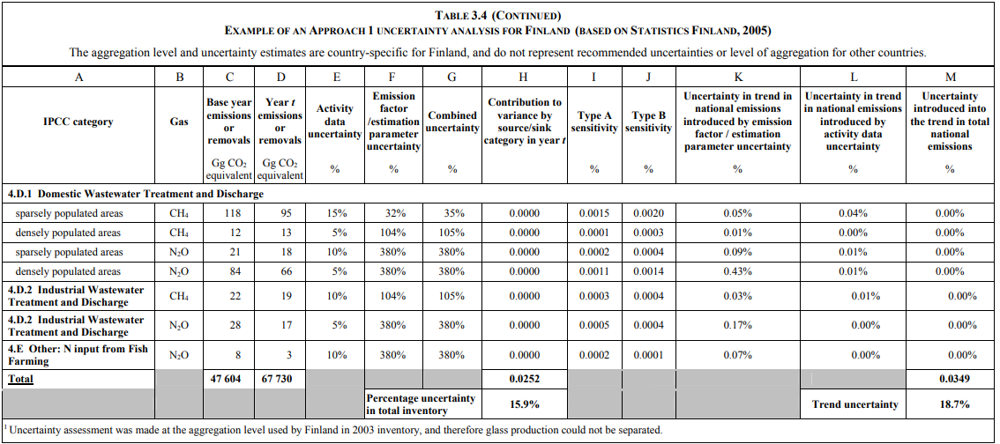 TABLE 3.4 (CONTINUED)
EXAMPLE OF AN APPROACH 1 UNCERTAINTY ANALYSIS FOR FINLAND (BASED ON STATISTICS FINLAND, 2005)
The aggregation level and uncertainty estimates are country-specific for Finland, and do not represent recommended uncertainties or level of aggregation for other countries.
A B C D E F G H I J K L M
IPCC category
Gas
Base year
emissions
or
removals
Gg CO₂
equivalent
Year t
emissions
or
removals
Gg CO₂
equivalent
Activity
data
uncertainty
%
Emission
factor
/estimation
parameter
uncertainty
%
Combined
uncertainty
%
Contribution to
variance by
source/sink
category in year t
Type A
sensitivity
%
Type B
sensitivity
%
Uncertainty in trend in
national emissions
introduced by emission
factor / estimation
parameter uncertainty
%
Uncertainty in trend
in national emissions
introduced by
activity data
uncertainty
%
Uncertainty
introduced into
the trend in total
national
emissions
%
4.D.1 Domestic Wastewater Treatment and Discharge
sparsely populated areas CH₄ 118 95 15% 32% 35% 0.0000 0.0015 0.0020 0.05% 0.04% 0.00%
densely populated areas CH₄ 12 13 5% 104% 105% 0.0000 0.0001 0.0003 0.01% 0.00% 0.00%
sparsely populated areas N₂O 21 18 10% 380% 380% 0.0000 0.0002 0.0004 0.09% 0.01% 0.00%
densely populated areas N₂O 84 66 5% 380% 380% 0.0000 0.0011 0.0014 0.43% 0.01% 0.00%
4.D.2 Industrial Wastewater
Treatment and Discharge CH₄ 22 19 10% 104% 105% 0.0000 0.0003 0.0004 0.03% 0.01% 0.00%
4.D.2 Industrial Wastewater
Treatment and Discharge N₂O 28 17 5% 380% 380% 0.0000 0.0005 0.0004 0.17% 0.00% 0.00%
4.E Other: N input from Fish
Farming N₂O 8 3 10% 380% 380% 0.0000 0.0002 0.0001 0.07% 0.00% 0.00%
Total 47 604 67 730 0.0252 0.0349
Percentage uncertainty
in total inventory 15.9% Trend uncertainty 18.7%
¹ Uncertainty assessment was made at the aggregation level used by Finland in 2003 inventory, and therefore glass production could not be separated.